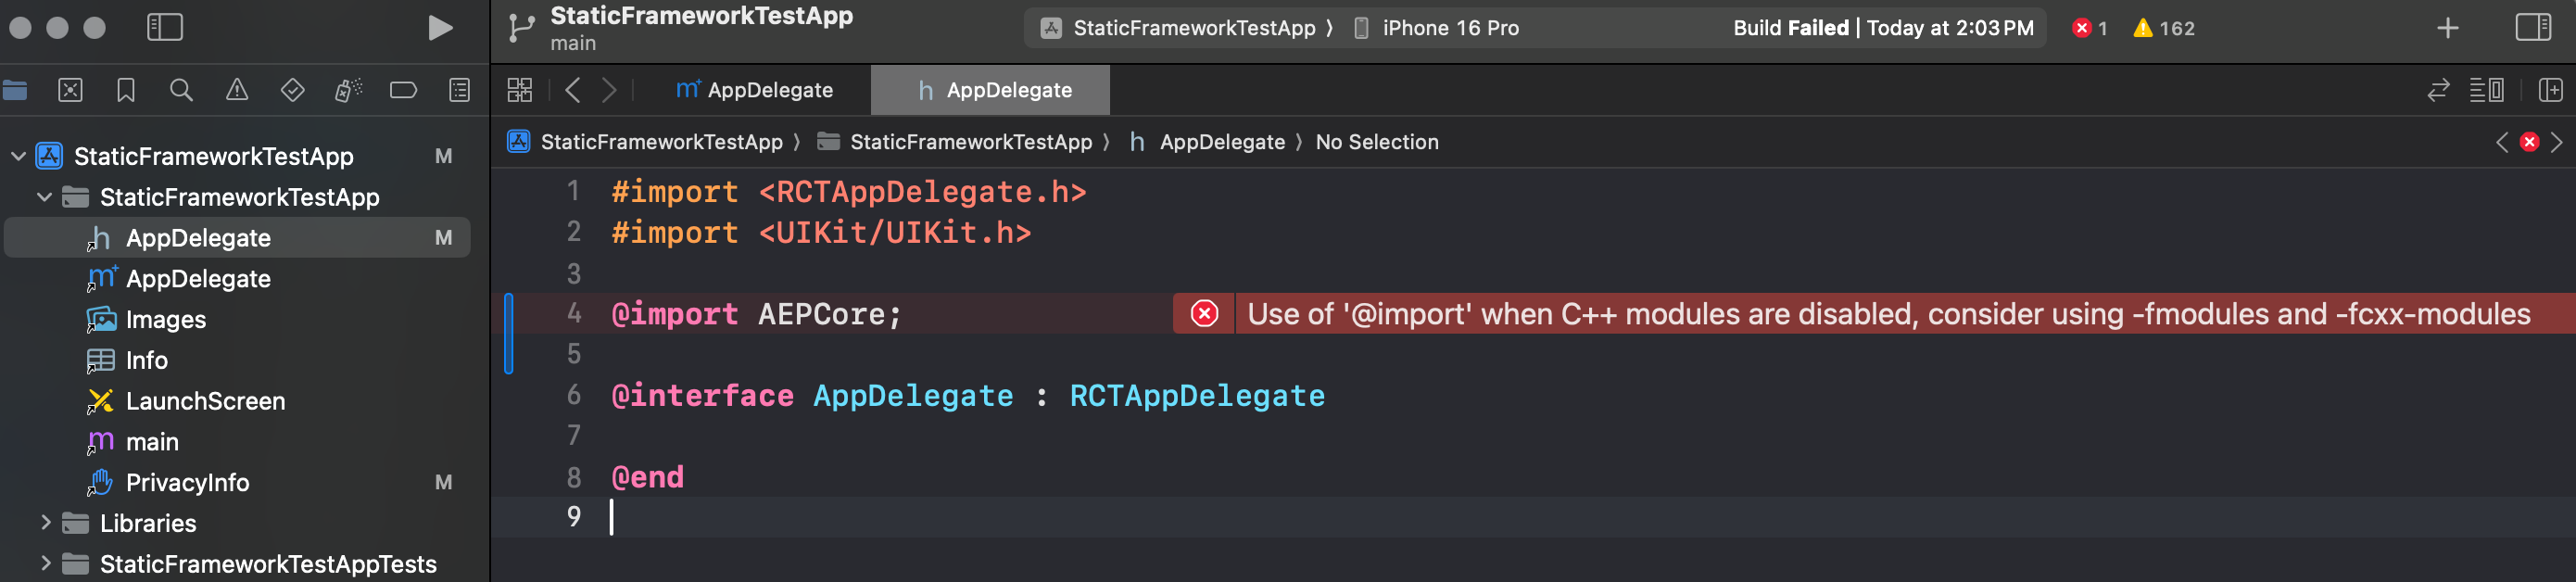 StaticFrameworkTestApp
main
StaticFrameworkTestApp 〉 iPhone 16 Pro
Build Failed | Today at 2:03 PM
1
162
AppDelegate
AppDelegate
StaticFrameworkTestApp 〉 StaticFrameworkTestApp 〉 h AppDelegate 〉 No Selection
StaticFrameworkTestApp M
StaticFrameworkTestApp
h AppDelegate M
m+ AppDelegate
Images
Info
LaunchScreen
m main
PrivacyInfo M
Libraries
StaticFrameworkTestAppTests
1 #import <RCTAppDelegate.h>
2 #import <UIKit/UIKit.h>
3
4 @import AEPCore; Use of '@import' when C++ modules are disabled, consider using -fmodules and -fcxx-modules
5
6 @interface AppDelegate : RCTAppDelegate
7
8 @end
9